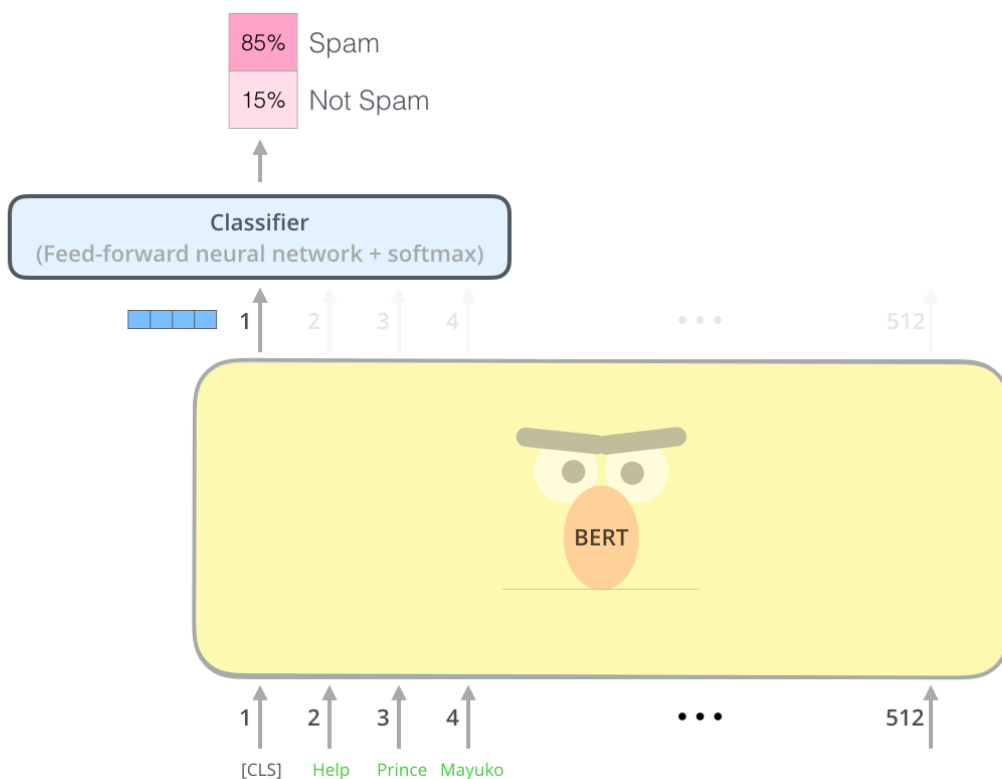 85% Spam
15% Not Spam
Classifier
(Feed-forward neural network + softmax)
1 2 3 4 ••• 512
BERT
1 2 3 4 ••• 512
[CLS] Help Prince Mayuko